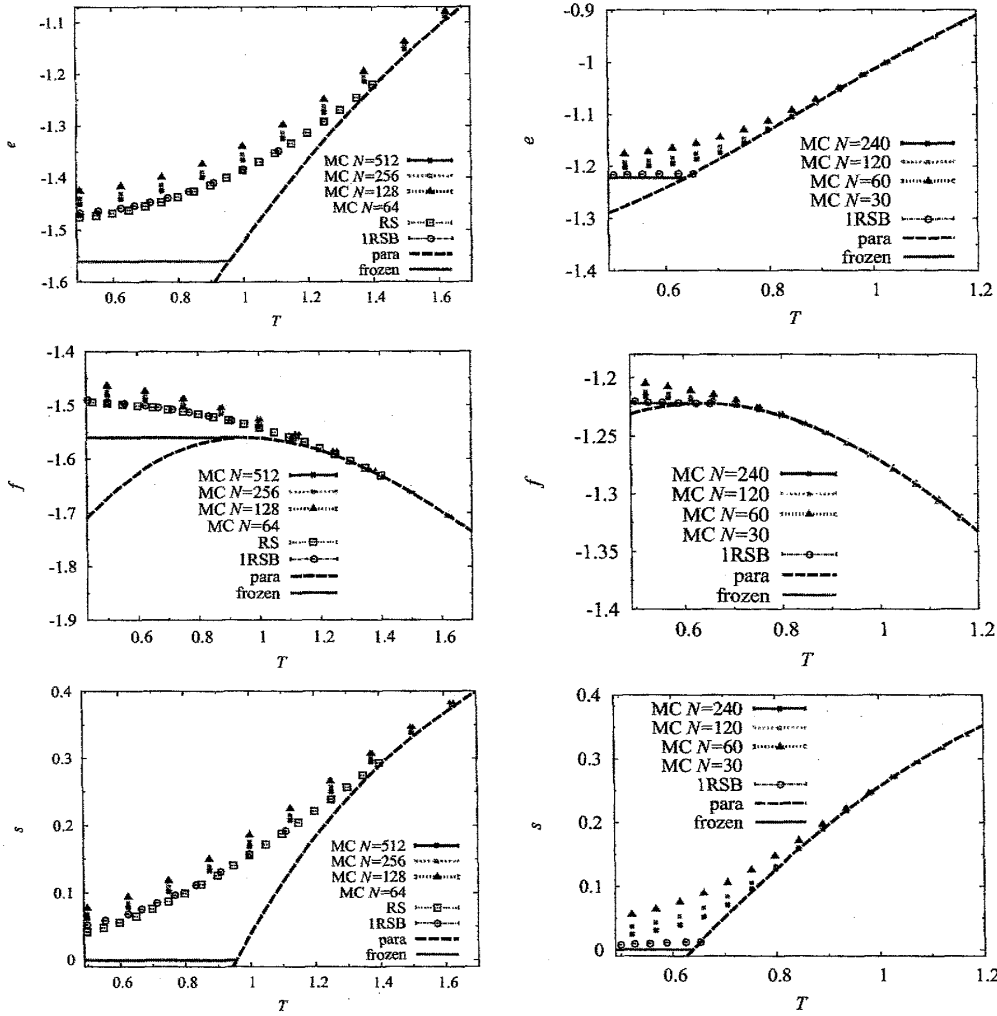 -1.1
-1.2
-1.3
-1.4
-1.5
-1.6
e
0.6
0.8
1
1.2
1.4
1.6
T
MC N=512
MC N=256
MC N=128
MC N=64
RS
1RSB
para
frozen
-0.9
-1
-1.1
-1.2
-1.3
-1.4
e
0.6
0.8
1
1.2
T
MC N=240
MC N=120
MC N=60
MC N=30
1RSB
para
frozen
-1.4
-1.5
-1.6
-1.7
-1.8
-1.9
f
0.6
0.8
1
1.2
1.4
1.6
T
MC N=512
MC N=256
MC N=128
MC N=64
RS
1RSB
para
frozen
-1.2
-1.25
-1.3
-1.35
-1.4
f
0.6
0.8
1
1.2
T
MC N=240
MC N=120
MC N=60
MC N=30
1RSB
para
frozen
0.4
0.3
0.2
0.1
0
s
0.6
0.8
1
1.2
1.4
1.6
T
MC N=512
MC N=256
MC N=128
MC N=64
RS
1RSB
para
frozen
0.4
0.3
0.2
0.1
0
s
0.6
0.8
1
1.2
T
MC N=240
MC N=120
MC N=60
MC N=30
1RSB
para
frozen